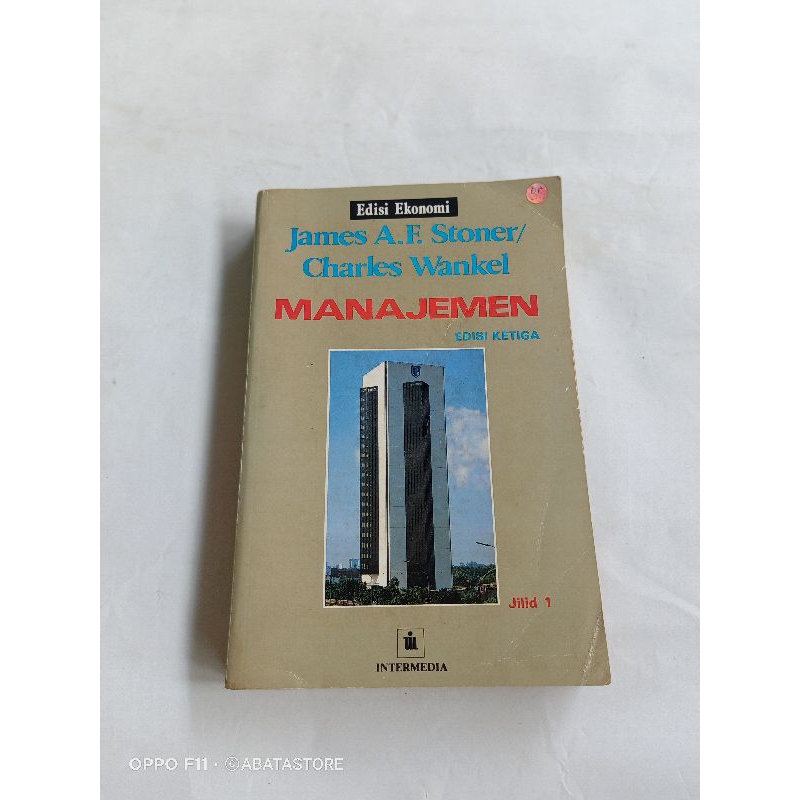 Edisi Ekonomi
James A.F. Stoner/
Charles Wankel
MANAJEMEN
EDISI KETIGA
Jilid 1
INTERMEDIA
OPPO F11 · ©ABATASTORE